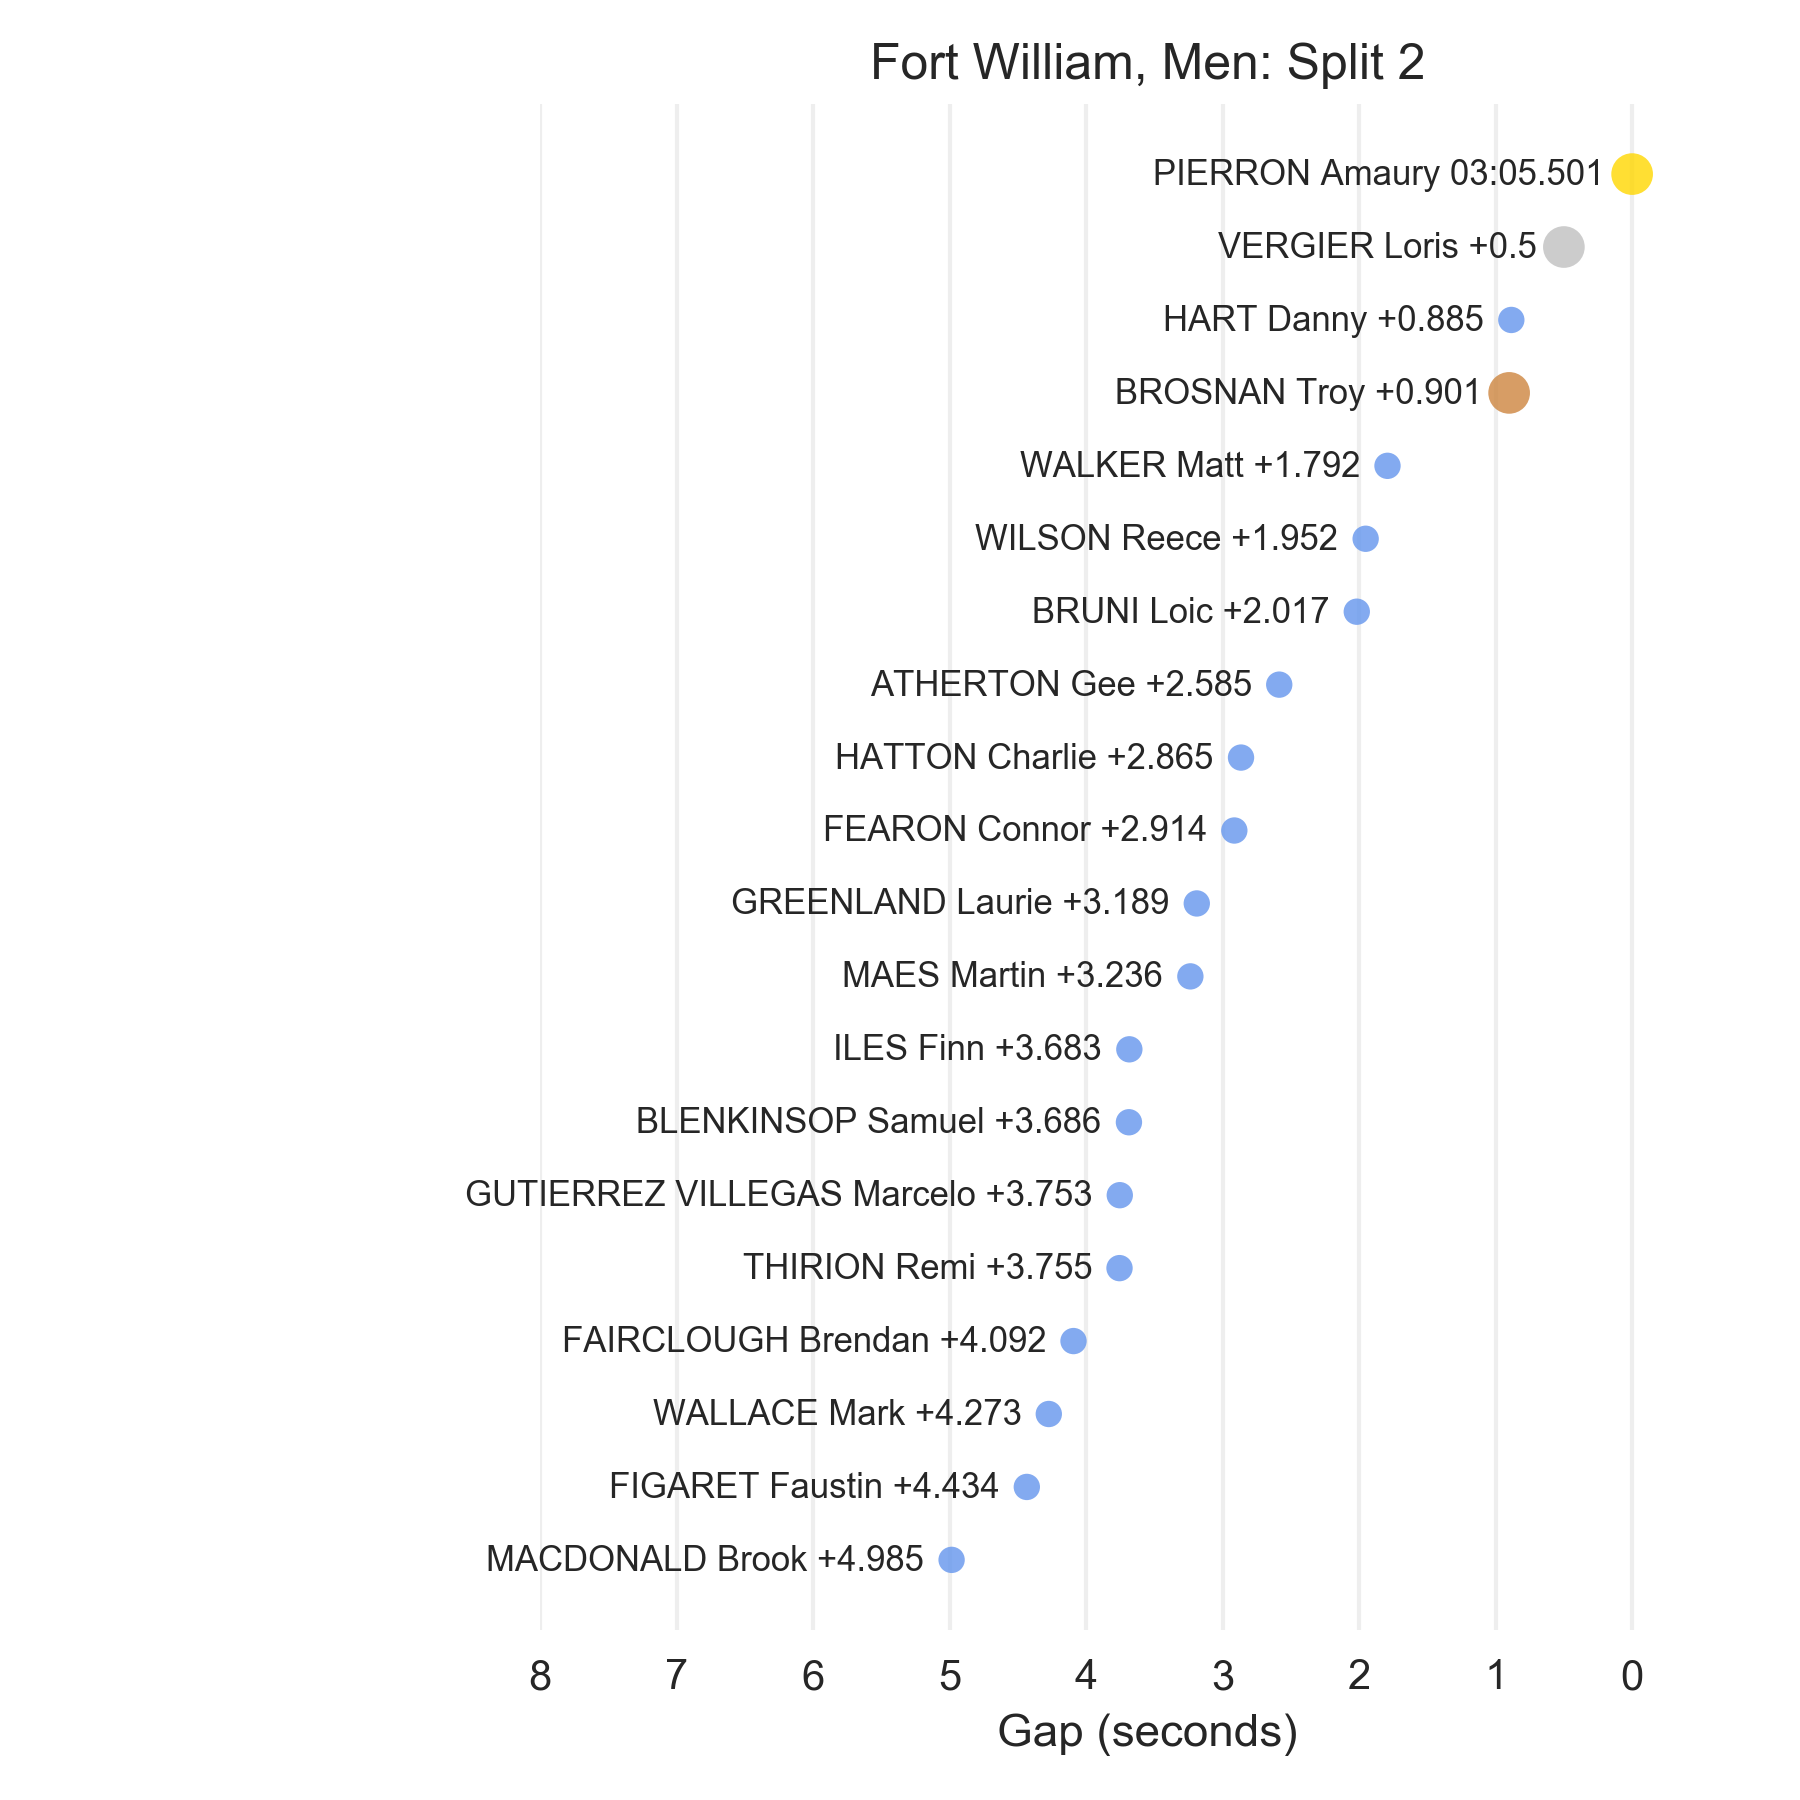 Fort William, Men: Split 2
PIERRON Amaury 03:05.501
VERGIER Loris +0.5
HART Danny +0.885
BROSNAN Troy +0.901
WALKER Matt +1.792
WILSON Reece +1.952
BRUNI Loic +2.017
ATHERTON Gee +2.585
HATTON Charlie +2.865
FEARON Connor +2.914
GREENLAND Laurie +3.189
MAES Martin +3.236
ILES Finn +3.683
BLENKINSOP Samuel +3.686
GUTIERREZ VILLEGAS Marcelo +3.753
THIRION Remi +3.755
FAIRCLOUGH Brendan +4.092
WALLACE Mark +4.273
FIGARET Faustin +4.434
MACDONALD Brook +4.985
8 7 6 5 4 3 2 1 0
Gap (seconds)